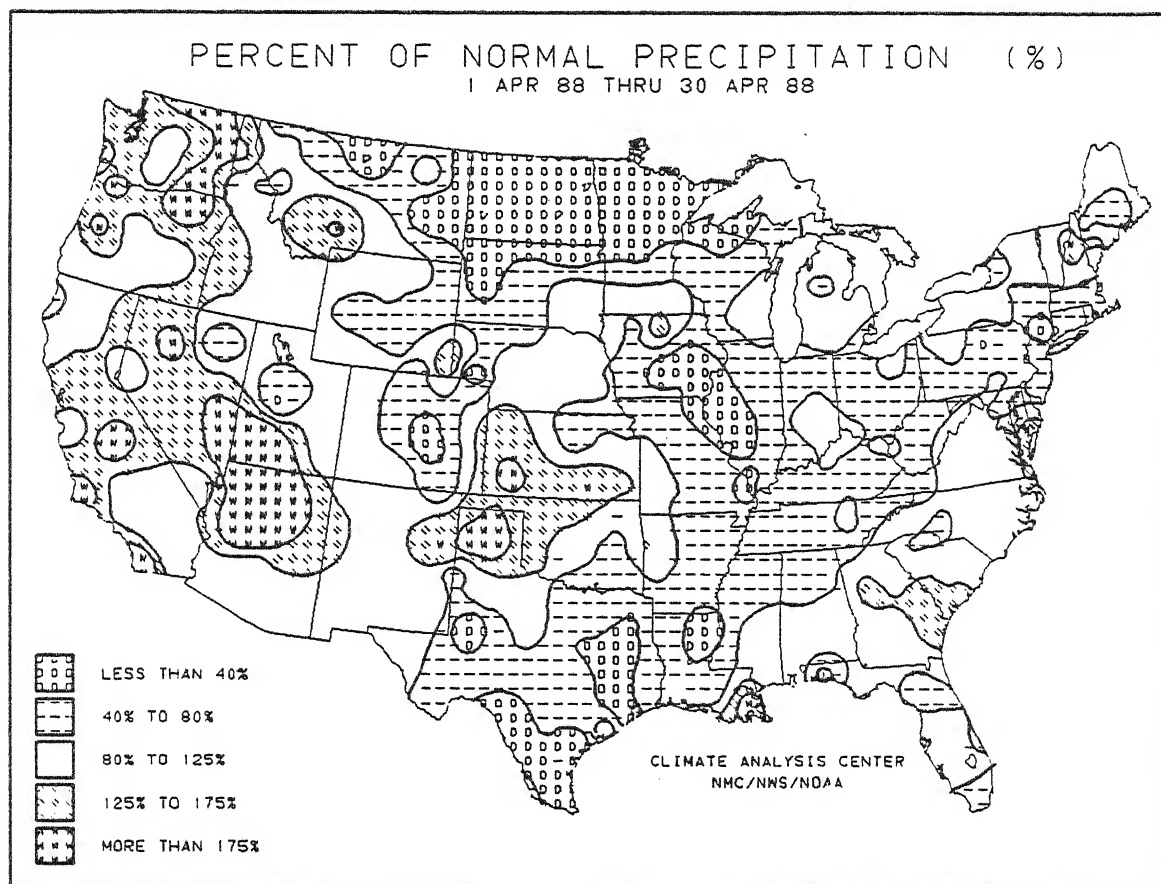 PERCENT OF NORMAL PRECIPITATION (%)
1 APR 88 THRU 30 APR 88
LESS THAN 40%
40% TO 80%
80% TO 125%
125% TO 175%
MORE THAN 175%
CLIMATE ANALYSIS CENTER
NMC/NWS/NOAA